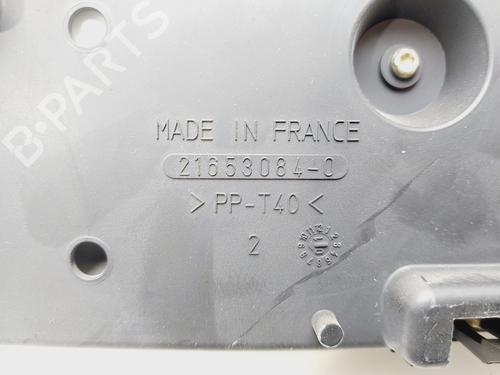 B-PARTS
MADE IN FRANCE
21653084-0
>PP-T40<
2